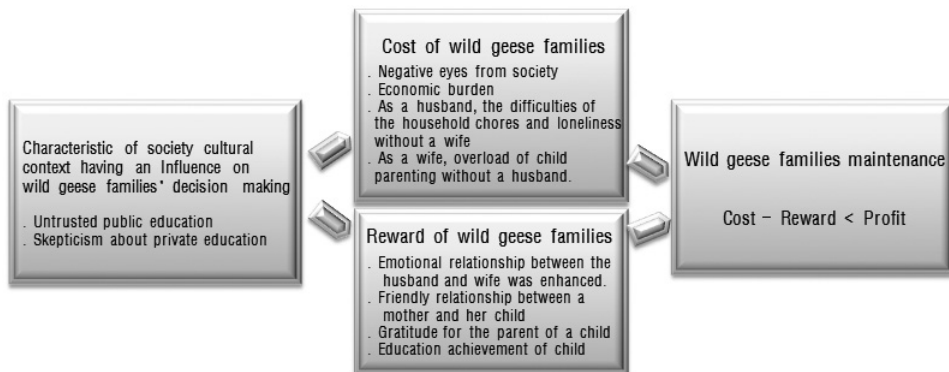 Characteristic of society cultural
context having an Influence on
wild geese families' decision making
. Untrusted public education
. Skepticism about private education
Cost of wild geese families
. Negative eyes from society
. Economic burden
. As a husband, the difficulties of
the household chores and loneliness
without a wife
. As a wife, overload of child
parenting without a husband.
Reward of wild geese families
. Emotional relationship between the
husband and wife was enhanced.
. Friendly relationship between a
mother and her child
. Gratitude for the parent of a child
. Education achievement of child
Wild geese families maintenance
Cost – Reward < Profit